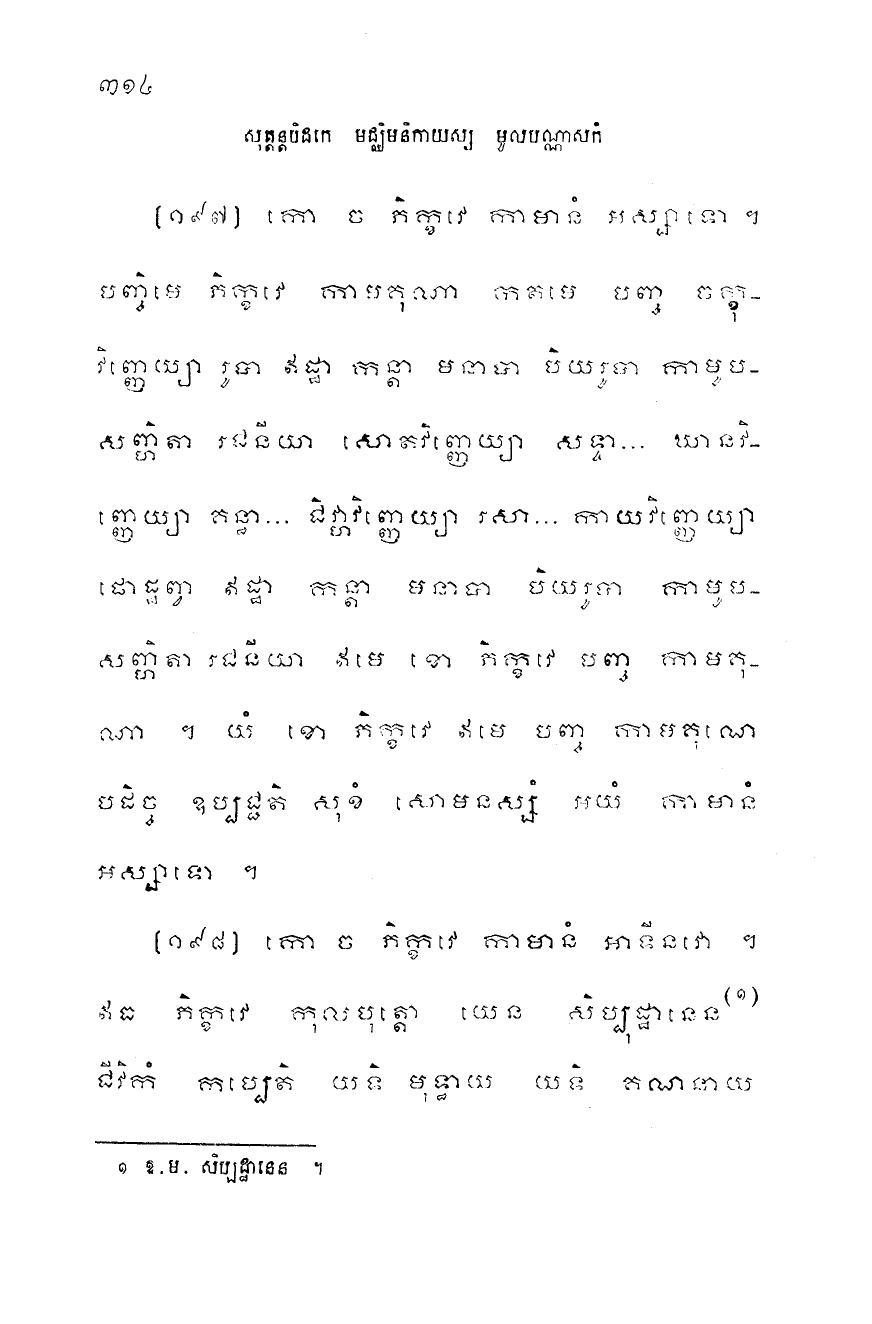 ៣១៤
សុត្តន្តបិដកេ មជ្ឈិមនិកាយស្ស មូលបណ្ណាសកំ
(១៩៧) កោ ច ភិក្ខវេ កាមានំ អស្សាទោ ។
បញ្ចិមេ ភិក្ខវេ កាមគុណា កតមេ បញ្ច ចក្ខុ-
វិញ្ញេយ្យា រូបា ឥដ្ឋា កន្តា មនាបា បិយរូបា កាមូប-
សញ្ហិតា រជនីយា សោតវិញ្ញេយ្យា សទ្ទា... ឃានវិ-
ញ្ញេយ្យា គន្ធា... ជិវ្ហាវិញ្ញេយ្យា រសា... កាយវិញ្ញេយ្យា
ផោដ្ឋព្វា ឥដ្ឋា កន្តា មនាបា បិយរូបា កាមូប-
សញ្ហិតា រជនីយា ឥមេ ខោ ភិក្ខវេ បញ្ច កាមគុ-
ណា ។ យំ ខោ ភិក្ខវេ ឥមេ បញ្ច កាមគុណេ
បដិច្ច ឧប្បជ្ជតិ សុខំ សោមនស្សំ អយំ កាមានំ
អស្សាទោ ។
(១៩៨) កោ ច ភិក្ខវេ កាមានំ អាទីនវោ ។
ឥធ ភិក្ខវេ កុលបុត្តោ យេន សិប្បុដ្ឋានេន(១)
ជីវិកំ កប្បេតិ យទិ មុទ្ធាយ យទិ គណនាយ
១ ឱ.ម. សិប្បដ្ឋានេន ។